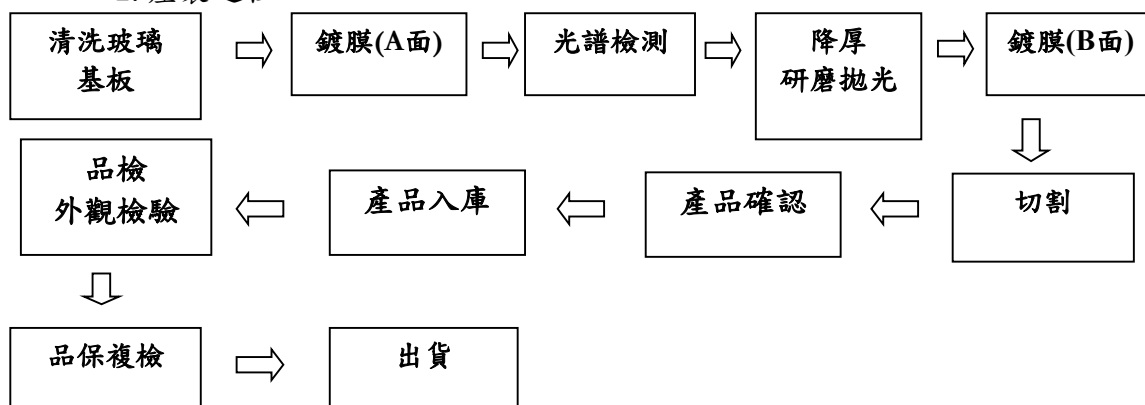 清洗玻璃
基板
鍍膜(A面)
光譜檢測
降厚
研磨拋光
鍍膜(B面)
切割
產品確認
產品入庫
品檢
外觀檢驗
品保複檢
出貨